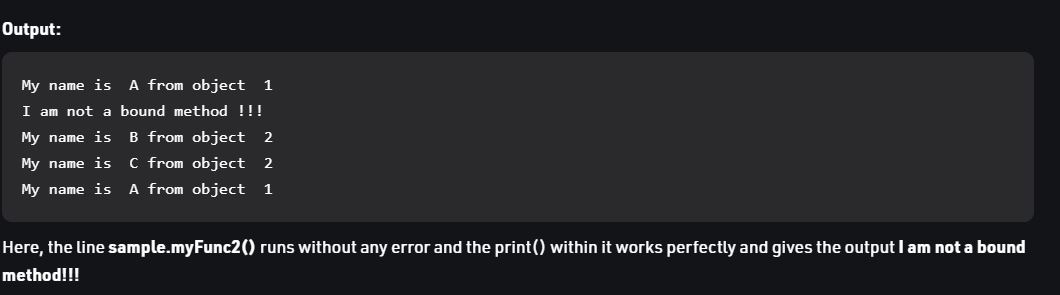 Output:
My name is  A from object  1
I am not a bound method !!!
My name is  B from object  2
My name is  C from object  2
My name is  A from object  1
Here, the line sample.myFunc2() runs without any error and the print() within it works perfectly and gives the output I am not a bound
method!!!